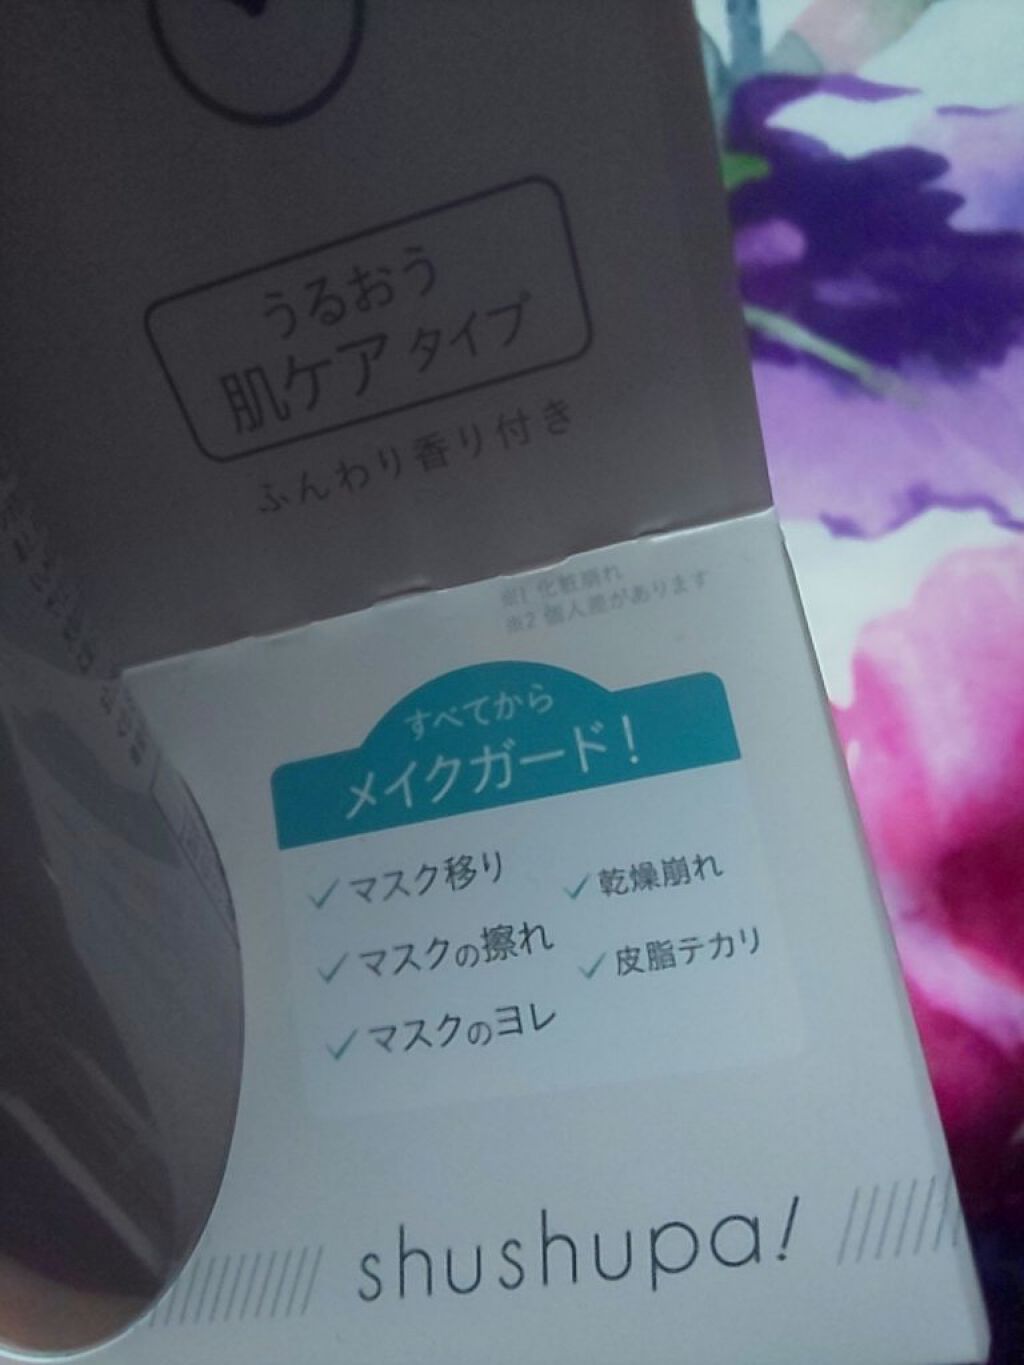 うるおう
肌ケアタイプ
ふんわり香り付き
※1 化粧崩れ
※2 個人差があります
すべてから
メイクガード！
✓マスク移り
✓マスクの擦れ
✓マスクのヨレ
✓乾燥崩れ
✓皮脂テカリ
shushupa!